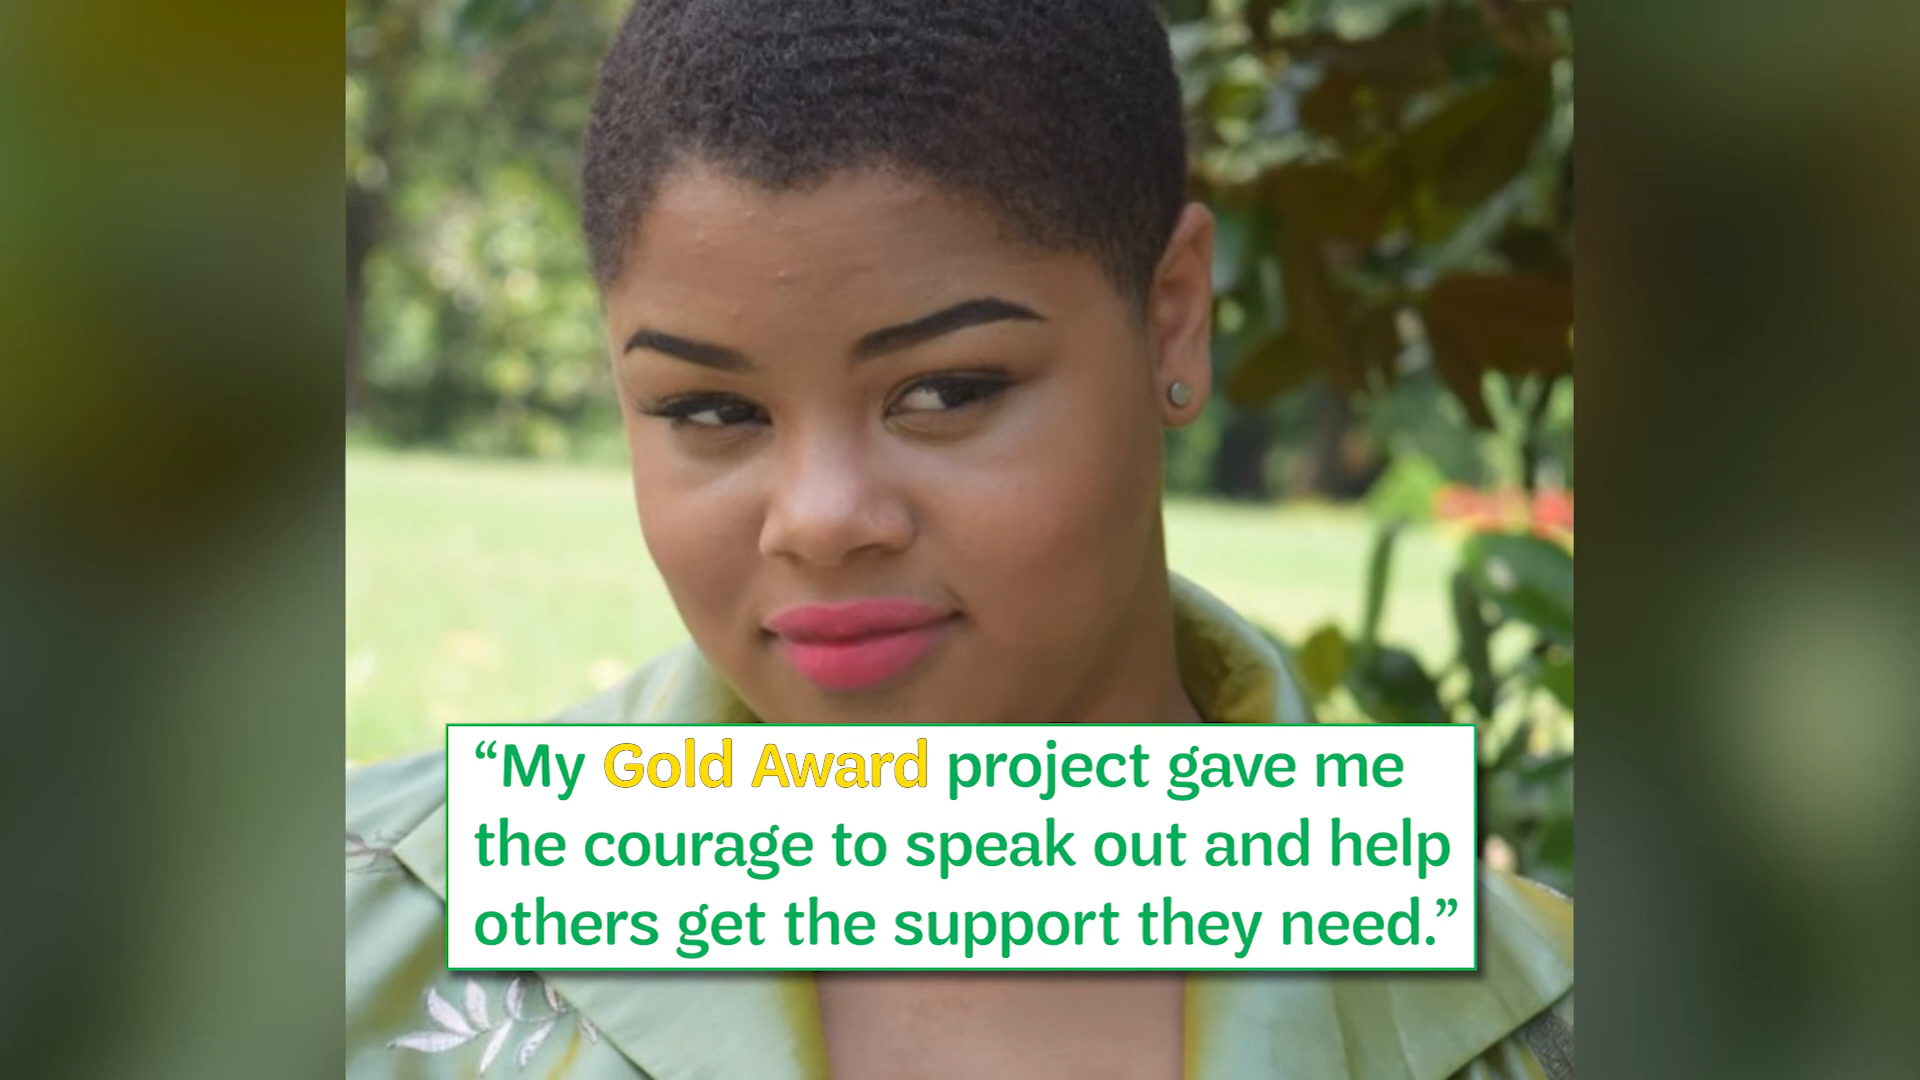 “My Gold Award project gave me
the courage to speak out and help
others get the support they need.”